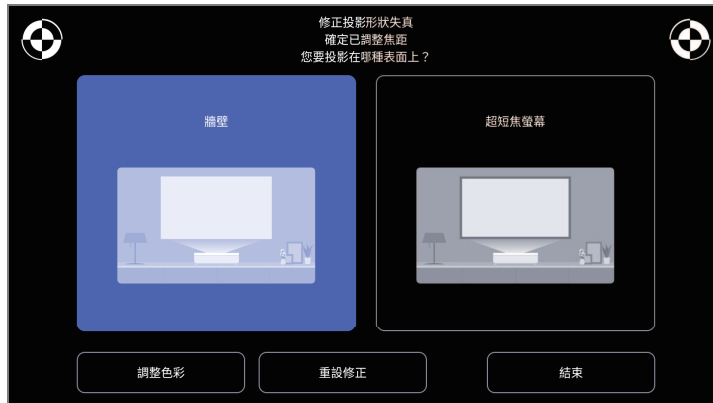 修正投影形狀失真
確定已調整焦距
您要投影在哪種表面上？
牆壁
超短焦螢幕
調整色彩
重設修正
結束